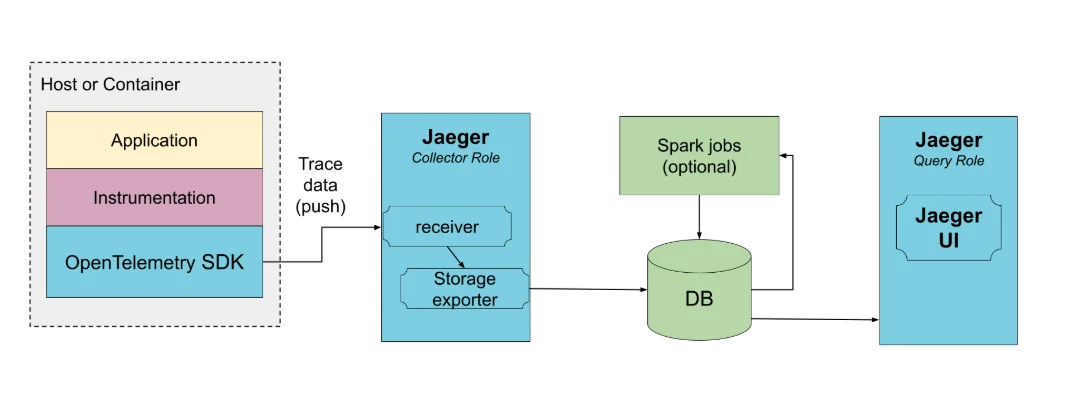 Host or Container
Application
Instrumentation
OpenTelemetry SDK
Trace
data
(push)
Jaeger
Collector Role
receiver
Storage
exporter
Spark jobs
(optional)
DB
Jaeger
Query Role
Jaeger
UI